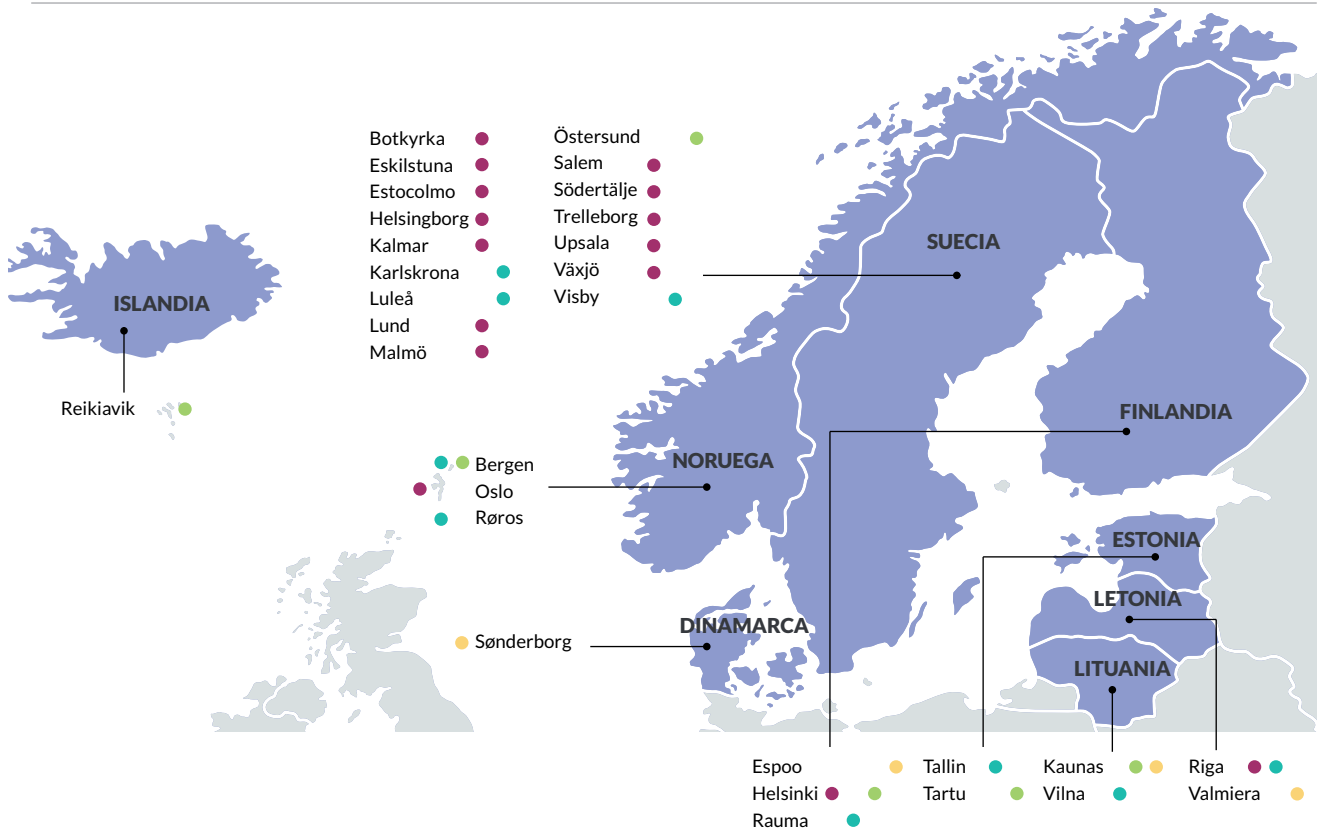 Botkyrka
Eskilstuna
Estocolmo
Helsingborg
Kalmar
Karlskrona
Luleå
Lund
Malmö
Östersund
Salem
Södertälje
Trelleborg
Upsala
Växjö
Visby
SUECIA
ISLANDIA
Reikiavik
FINLANDIA
NORUEGA
Bergen
Oslo
Røros
ESTONIA
LETONIA
DINAMARCA
Sønderborg
LITUANIA
Espoo
Helsinki
Rauma
Tallin
Tartu
Kaunas
Vilna
Riga
Valmiera